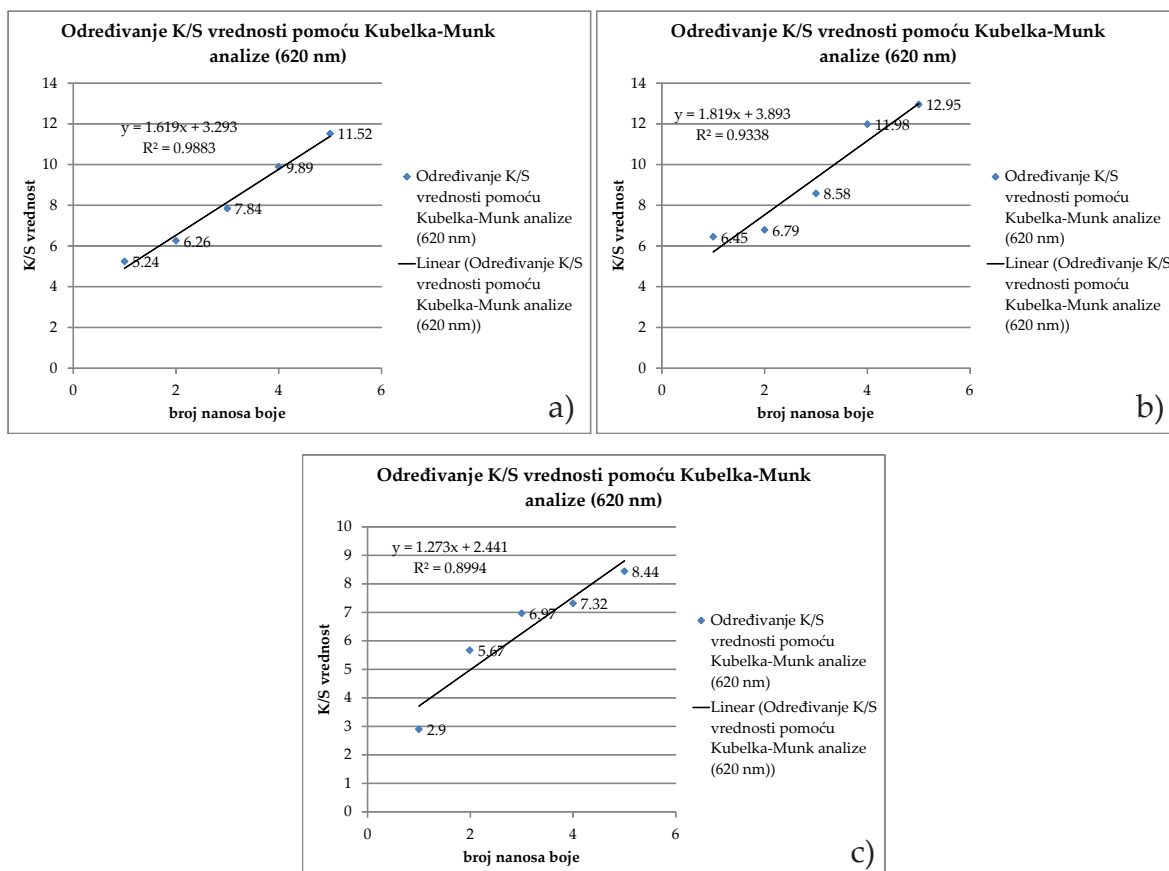 Određivanje K/S vrednosti pomoću Kubelka-Munk
analize (620 nm)
14
12
10
8
6
4
2
0
K/S vrednost
y = 1.619x + 3.293
R² = 0.9883
5.24
6.26
7.84
9.89
11.52
0
2
4
6
broj nanosa boje
Određivanje K/S
vrednosti pomoću
Kubelka-Munk analize
(620 nm)
Linear (Određivanje K/S
vrednosti pomoću
Kubelka-Munk analize
(620 nm))
a)
Određivanje K/S vrednosti pomoću Kubelka-Munk
analize (620 nm)
14
12
10
8
6
4
2
0
K/S vrednost
y = 1.819x + 3.893
R² = 0.9338
6.45
6.79
8.58
11.98
12.95
0
2
4
6
broj nanosa boje
Određivanje K/S
vrednosti pomoću
Kubelka-Munk analize
(620 nm)
Linear (Određivanje K/S
vrednosti pomoću
Kubelka-Munk analize
(620 nm))
b)
Određivanje K/S vrednosti pomoću Kubelka-Munk
analize (620 nm)
10
9
8
7
6
5
4
3
2
1
0
K/S vrednost
y = 1.273x + 2.441
R² = 0.8994
2.9
5.67
6.97
7.32
8.44
0
2
4
6
broj nanosa boje
Određivanje K/S
vrednosti pomoću
Kubelka-Munk analize
(620 nm)
Linear (Određivanje K/S
vrednosti pomoću
Kubelka-Munk analize
(620 nm))
c)